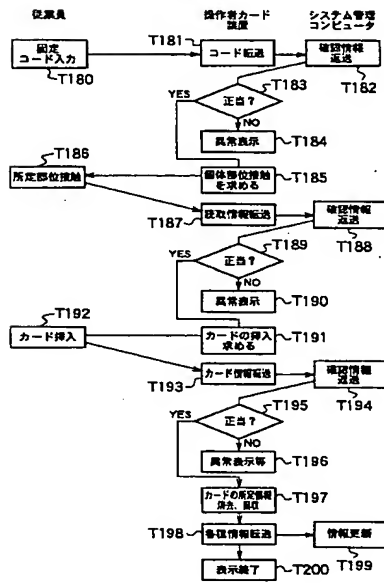 従業員
操作者カード
装置
システム管理
コンピュータ
T181
固定
コード入力
コード転送
確認情報
返送
T180
T183
T182
YES
正当?
NO
異常表示
T184
T186
個体部位接触
を求める
T185
所定部位接触
読取情報転送
確認情報
返送
T187
T189
T188
YES
正当?
NO
異常表示
T190
T192
カードの挿入
求める
T191
カード挿入
カード情報転送
確認情報
返送
T193
T195
T194
YES
正当?
NO
異常表示等
T196
カードの所定情報
消去、回収
T197
T198
各種情報転送
情報更新
T199
表示終了
T200